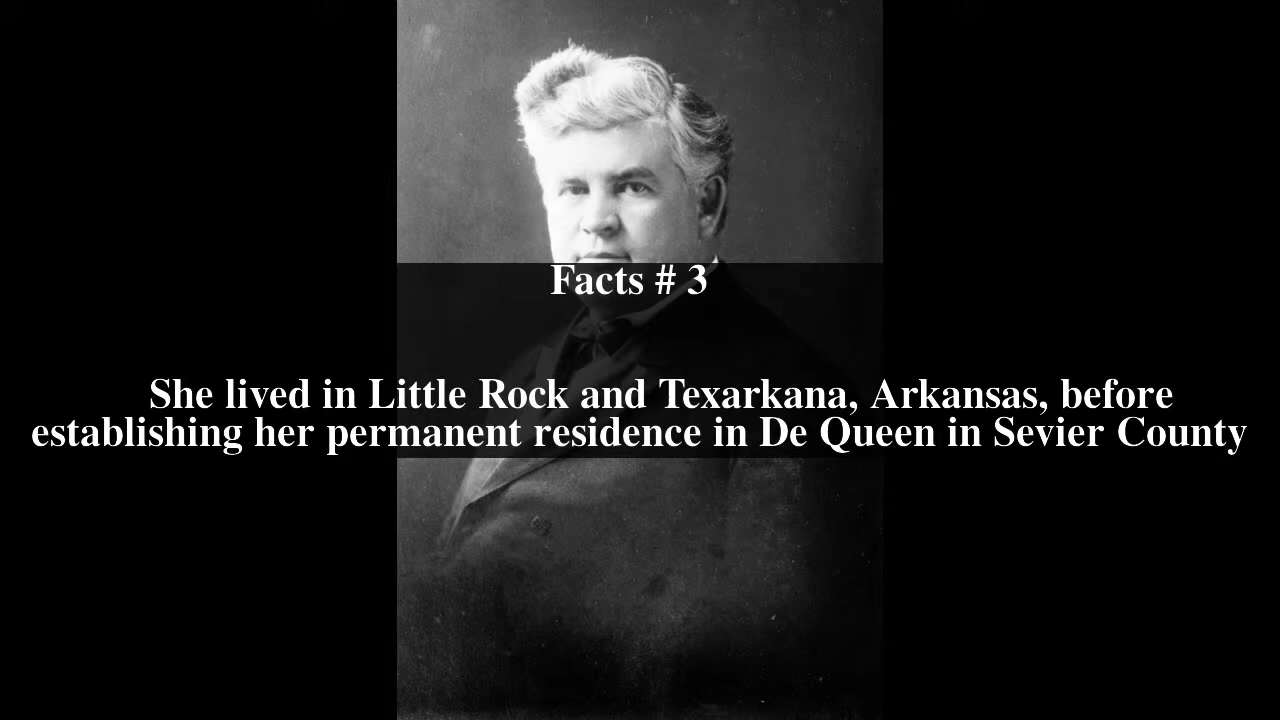 Facts # 3
She lived in Little Rock and Texarkana, Arkansas, before
establishing her permanent residence in De Queen in Sevier County